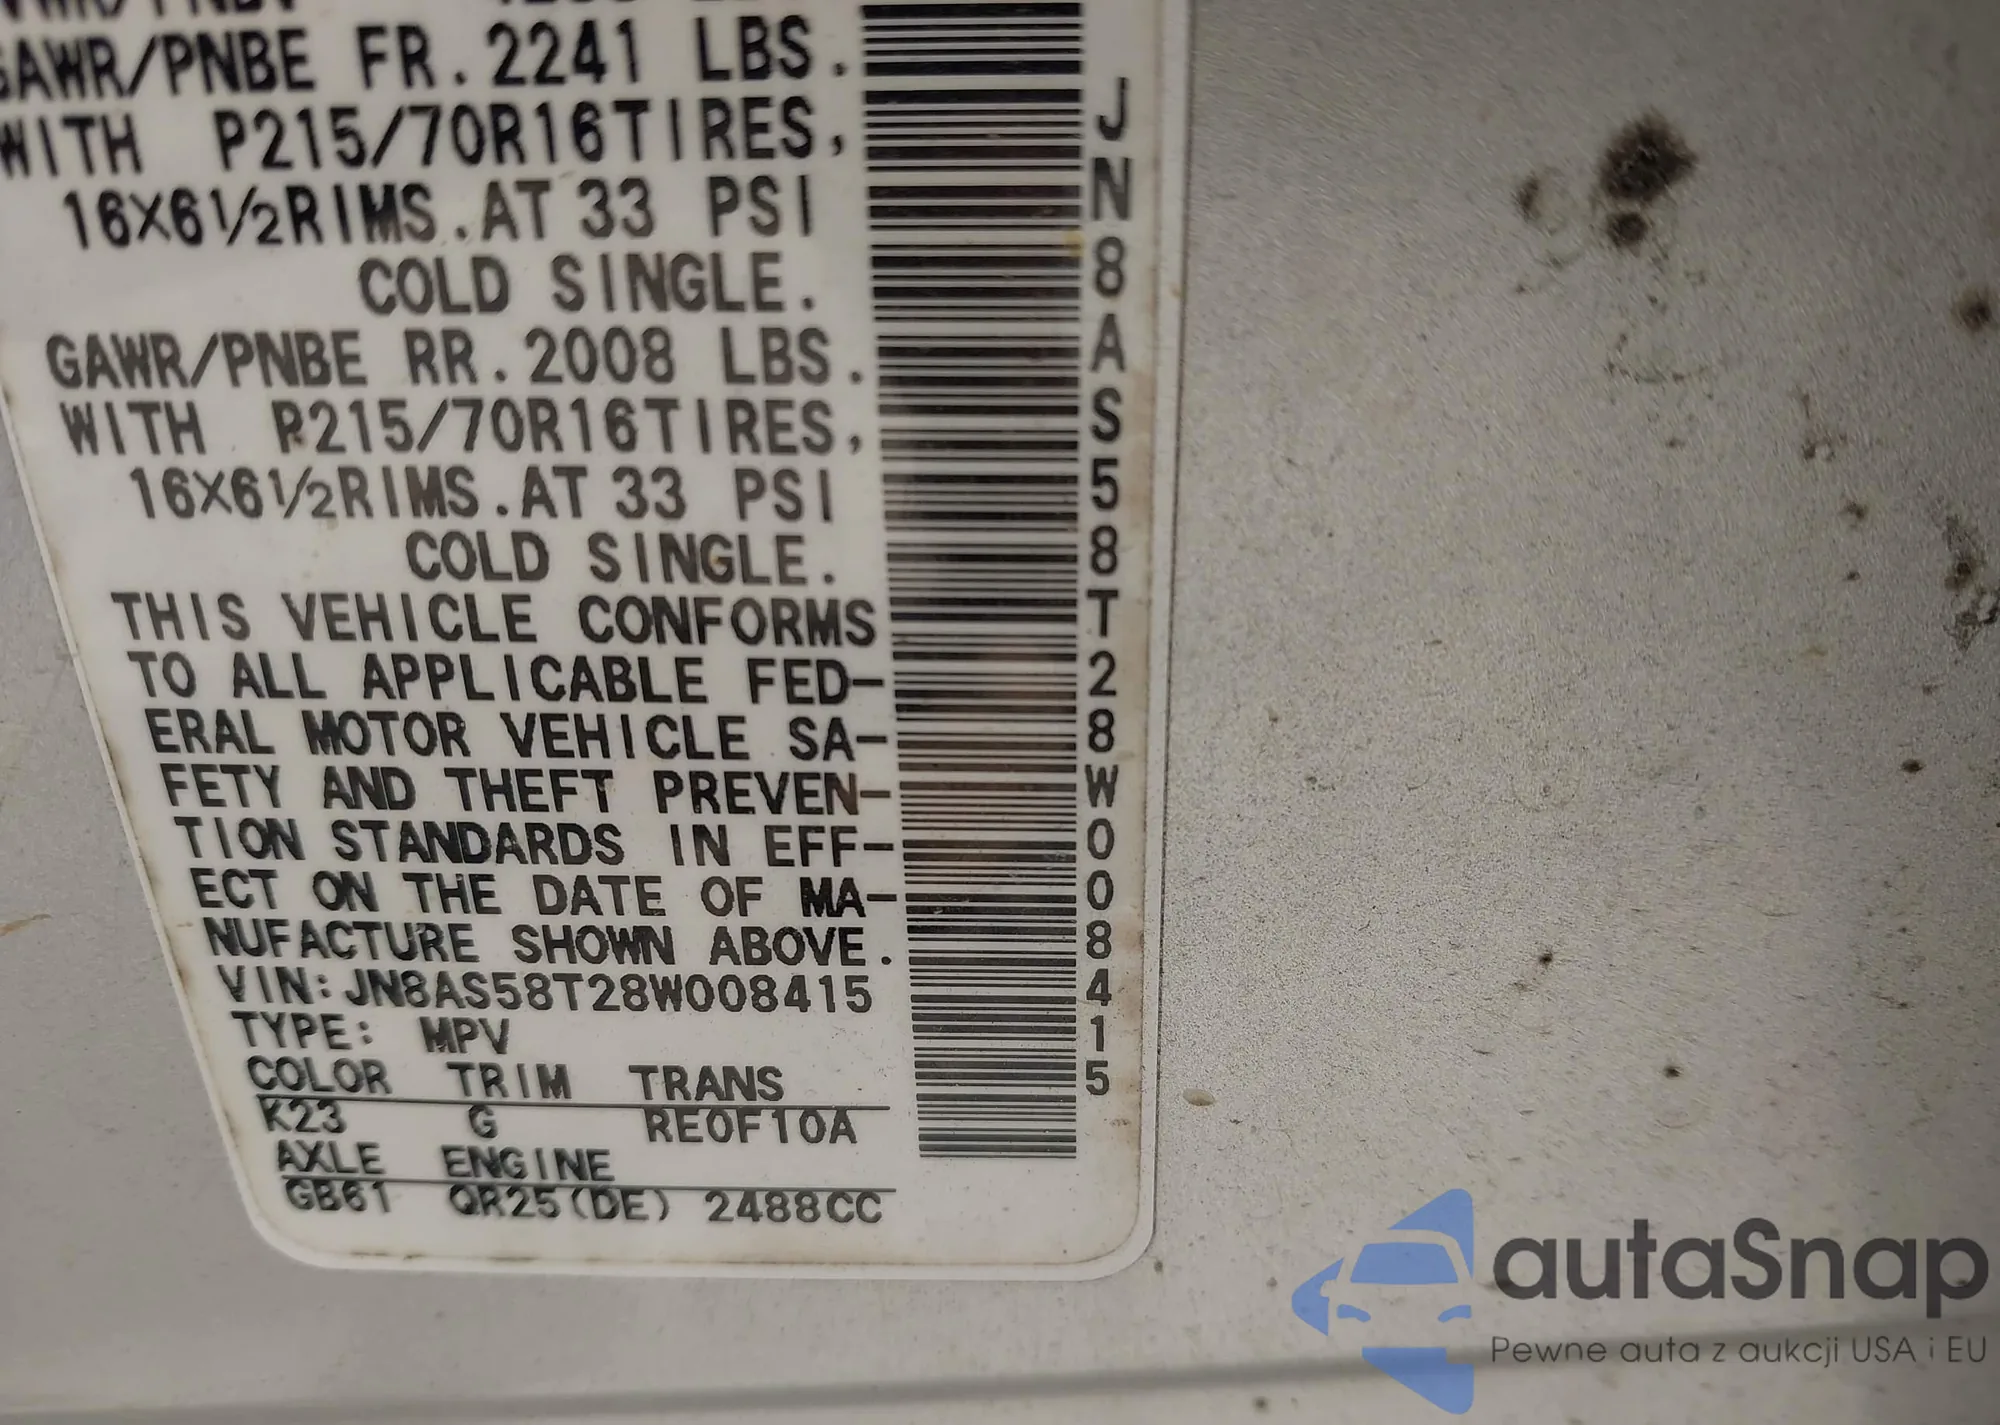 GAWR/PNBE FR. 2241 LBS.
WITH P215/70R16TIRES,
16X6½RIMS. AT 33 PSI
COLD SINGLE.
GAWR/PNBE RR. 2008 LBS.
WITH P215/70R16TIRES,
16X6½RIMS. AT 33 PSI
COLD SINGLE.
THIS VEHICLE CONFORMS
TO ALL APPLICABLE FED-
ERAL MOTOR VEHICLE SA-
FETY AND THEFT PREVEN-
TION STANDARDS IN EFF-
ECT ON THE DATE OF MA-
NUFACTURE SHOWN ABOVE.
VIN: JN8AS58T28W008415
TYPE: MPV
COLOR TRIM TRANS
K23 G RE0F10A
AXLE ENGINE
GB61 QR25(DE) 2488CC
JN8AS58T28W008415
autaSnap
Pewne auta z aukcji USA i EU